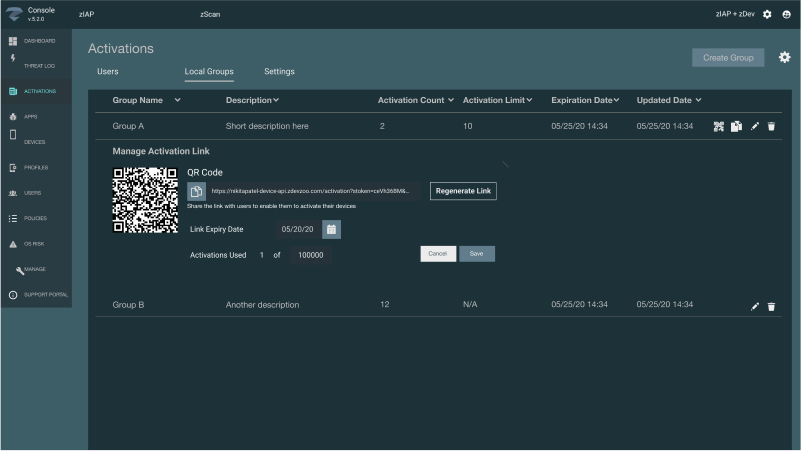 Console
v.5.2.0
zIAP
zScan
zIAP + zDev
DASHBOARD
THREAT LOG
ACTIVATIONS
APPS
DEVICES
PROFILES
USERS
POLICIES
OS RISK
MANAGE
SUPPORT PORTAL
Activations
Create Group
Users Local Groups Settings
Group Name Description Activation Count Activation Limit Expiration Date Updated Date
Group A Short description here 2 10 05/25/20 14:34 05/25/20 14:34
Manage Activation Link
QR Code
https://nikitapatel-device-api.zdevzoo.com/activation?stoken=ceVh36BM&...
Regenerate Link
Share the link with users to enable them to activate their devices
Link Expiry Date 05/20/20
Activations Used 1 of 100000
Cancel Save
Group B Another description 12 N/A 05/25/20 14:34 05/25/20 14:34